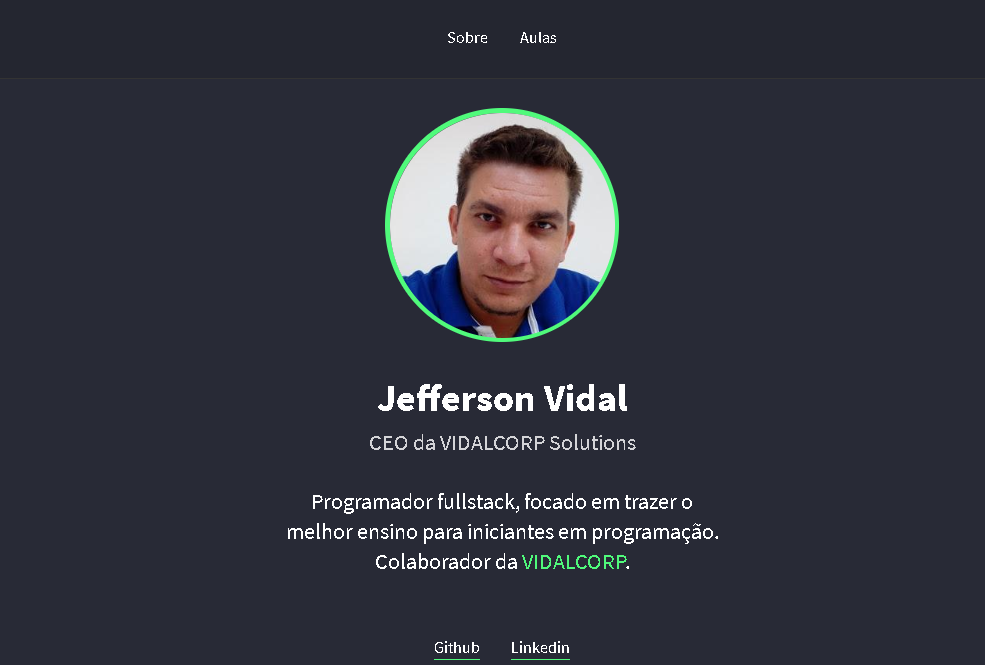 Sobre Aulas
Jefferson Vidal
CEO da VIDALCORP Solutions
Programador fullstack, focado em trazer o
melhor ensino para iniciantes em programação.
Colaborador da VIDALCORP.
Github Linkedin